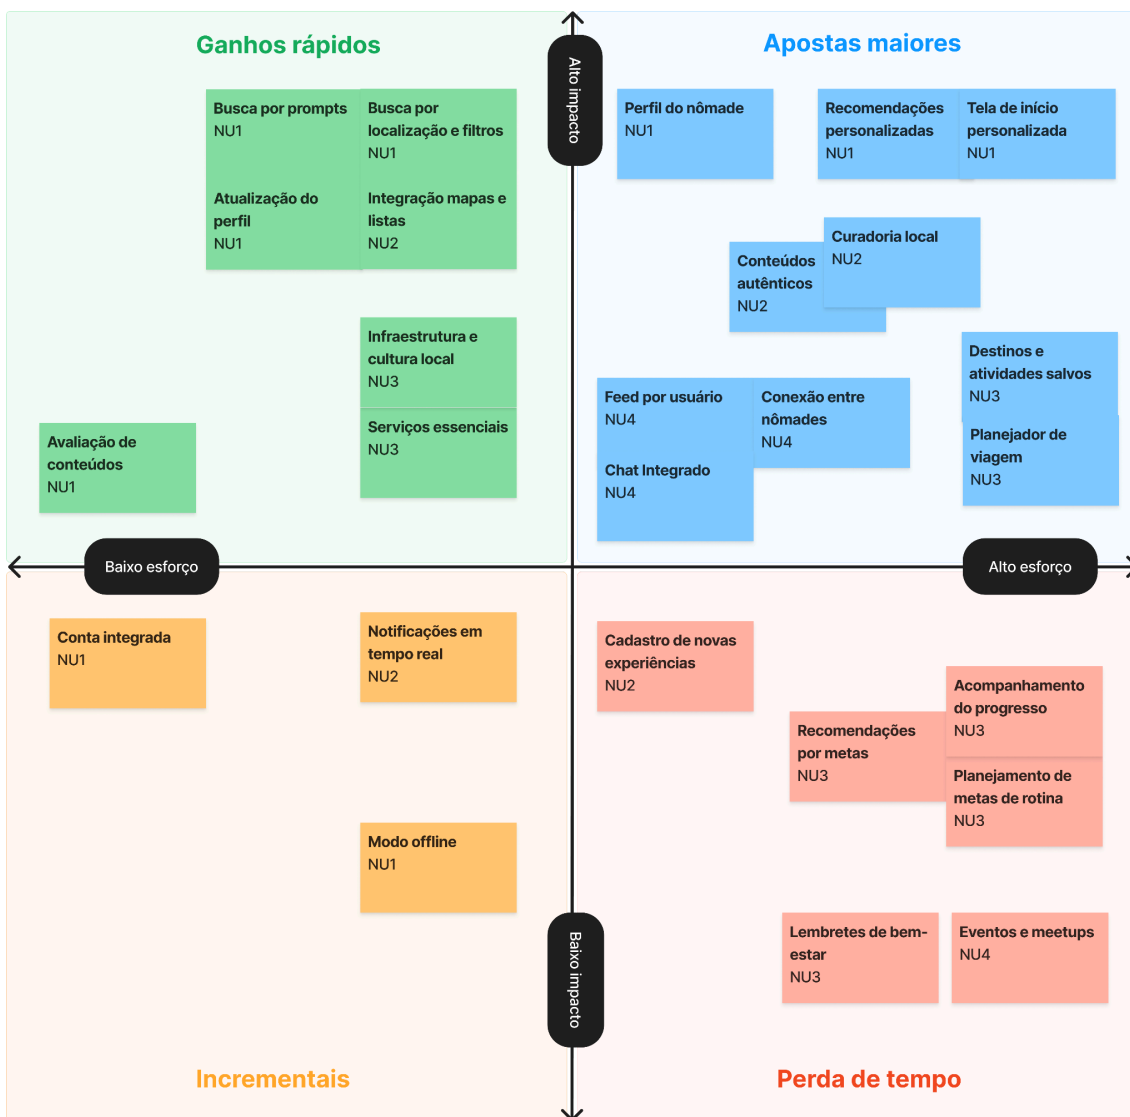 Ganhos rápidos
Busca por prompts
NU1
Busca por
localização e filtros
NU1
Atualização do
perfil
NU1
Integração mapas e
listas
NU2
Infraestrutura e
cultura local
NU3
Serviços essenciais
NU3
Avaliação de
conteúdos
NU1
Alto impacto
Apostas maiores
Perfil do nômade
NU1
Recomendações
personalizadas
NU1
Tela de início
personalizada
NU1
Curadoria local
NU2
Conteúdos
autênticos
NU2
Destinos e
atividades salvos
NU3
Feed por usuário
NU4
Conexão entre
nômades
NU4
Planejador de
viagem
NU3
Chat Integrado
NU4
Baixo esforço
Alto esforço
Conta integrada
NU1
Notificações em
tempo real
NU2
Modo offline
NU1
Incrementais
Baixo impacto
Cadastro de novas
experiências
NU2
Acompanhamento
do progresso
NU3
Recomendações
por metas
NU3
Planejamento de
metas de rotina
NU3
Lembretes de bem-
estar
NU3
Eventos e meetups
NU4
Perda de tempo